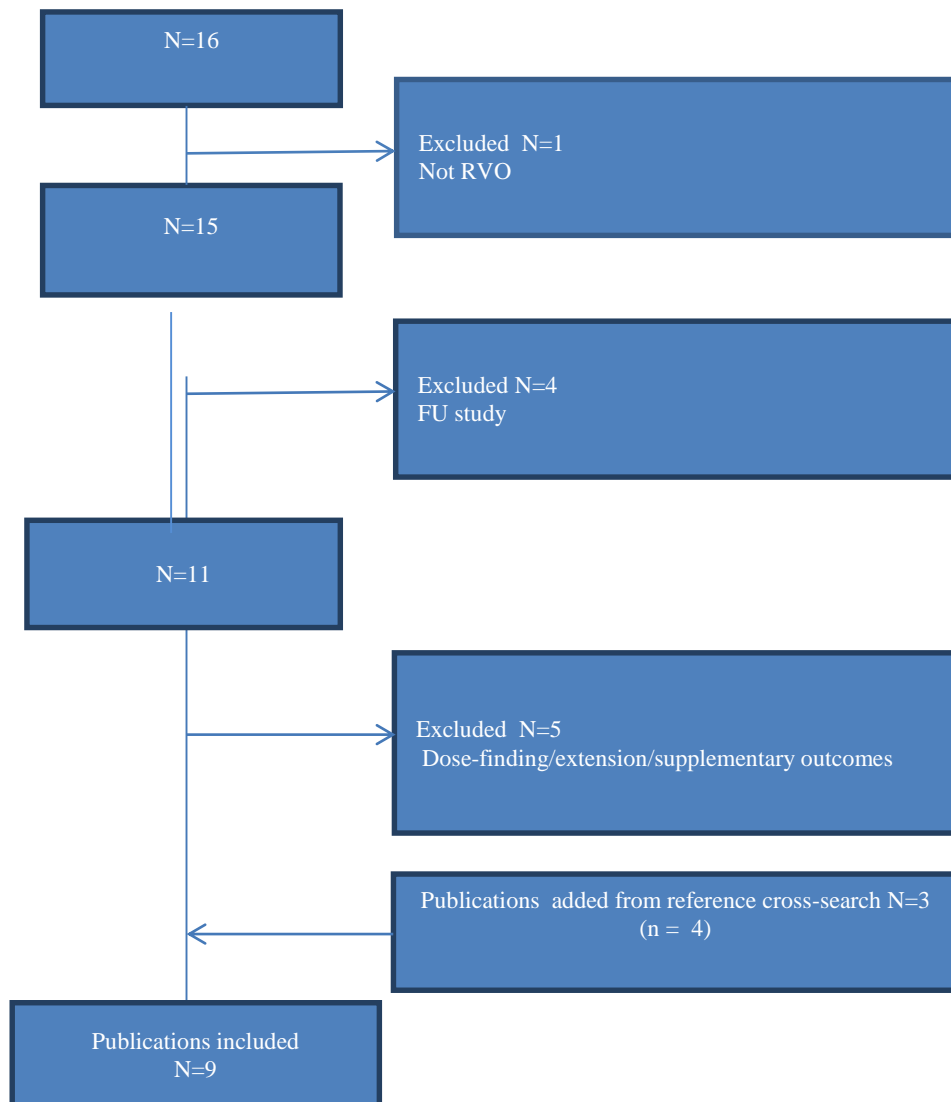 N=16
Excluded  N=1
Not RVO
N=15
Excluded N=4
FU study
N=11
Excluded  N=5
Dose-finding/extension/supplementary outcomes
Publications  added from reference cross-search N=3
(n =  4)
Publications included
N=9